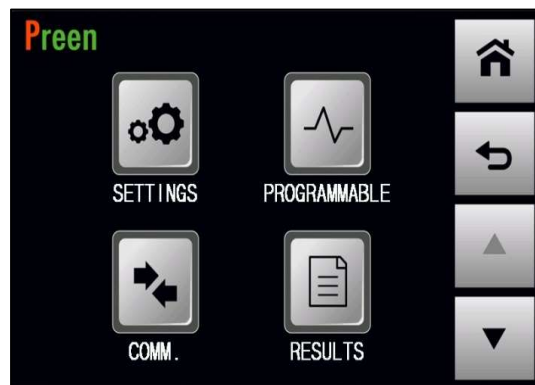 Preen
SETTINGS
PROGRAMMABLE
COMM.
RESULTS